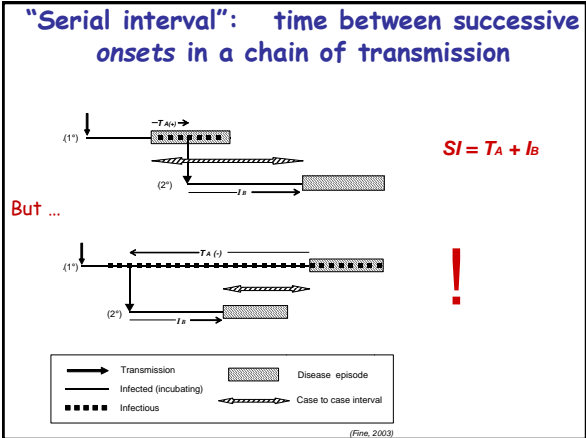 “Serial interval”: time between successive
onsets in a chain of transmission
TA(+)
(1°)
SI = TA + IB
(2°)
IB
But ...
TA (-)
(1°)
!
(2°)
IB
Transmission
Infected (incubating)
Infectious
Disease episode
Case to case interval
(Fine, 2003)